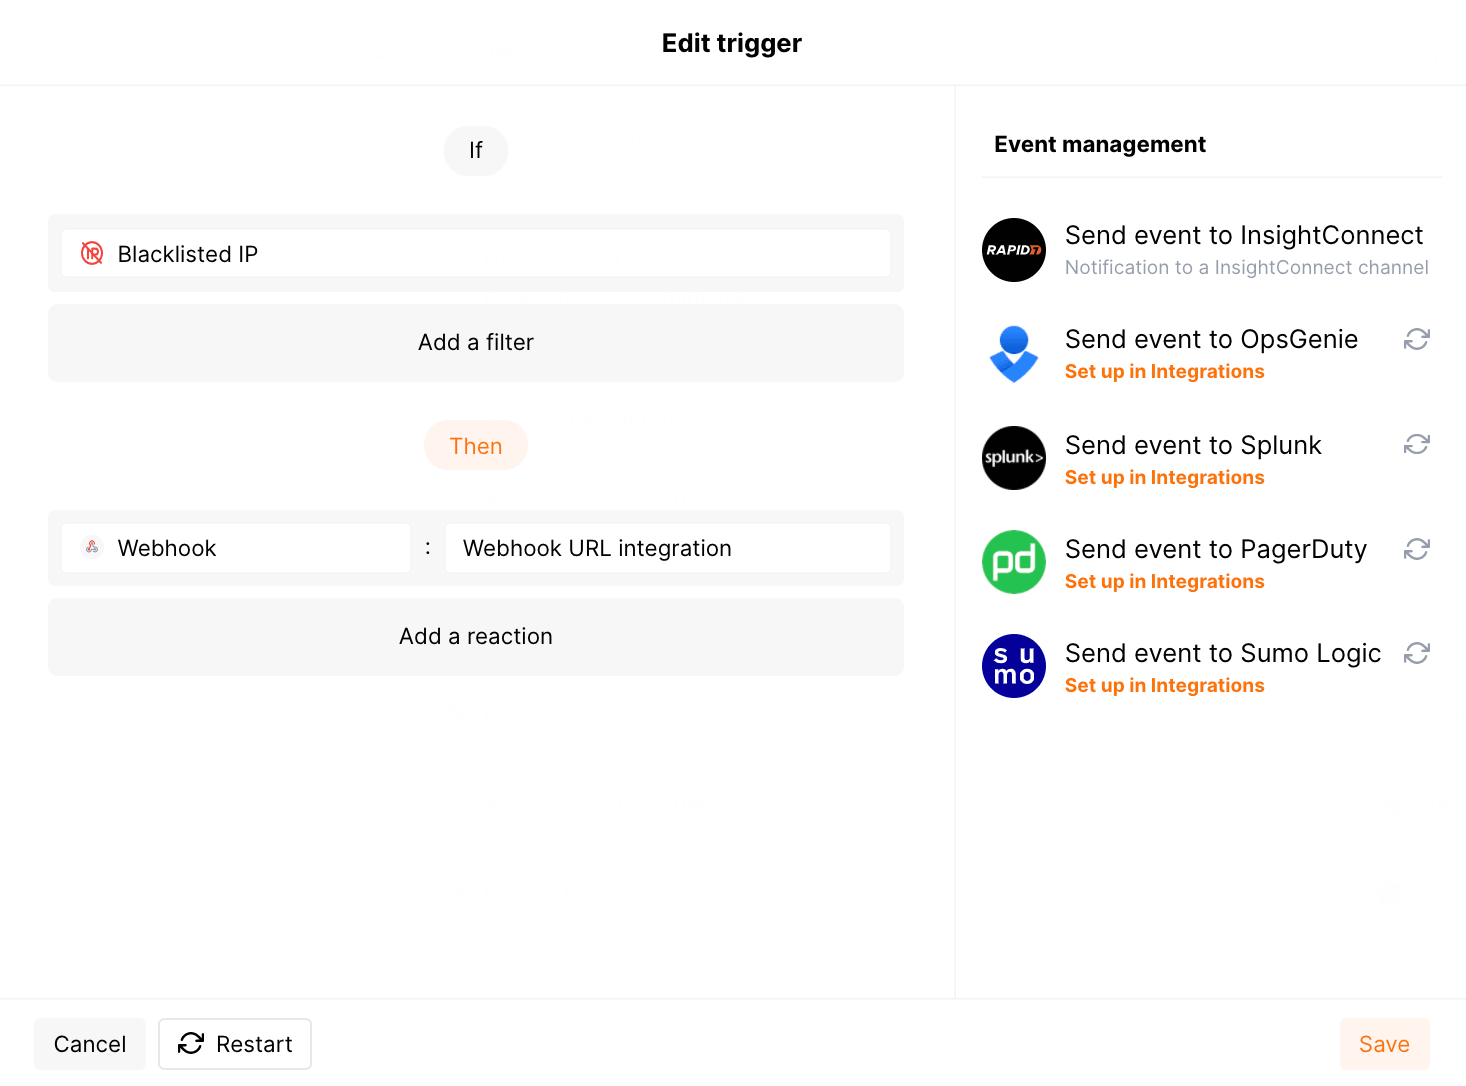 Edit trigger
If
IP
Blacklisted IP
Add a filter
Then
Webhook : Webhook URL integration
Add a reaction
Event management
RAPID7
Send event to InsightConnect
Notification to a InsightConnect channel
Send event to OpsGenie
Set up in Integrations
splunk>
Send event to Splunk
Set up in Integrations
pd
Send event to PagerDuty
Set up in Integrations
su
mo
Send event to Sumo Logic
Set up in Integrations
Cancel
Restart
Save